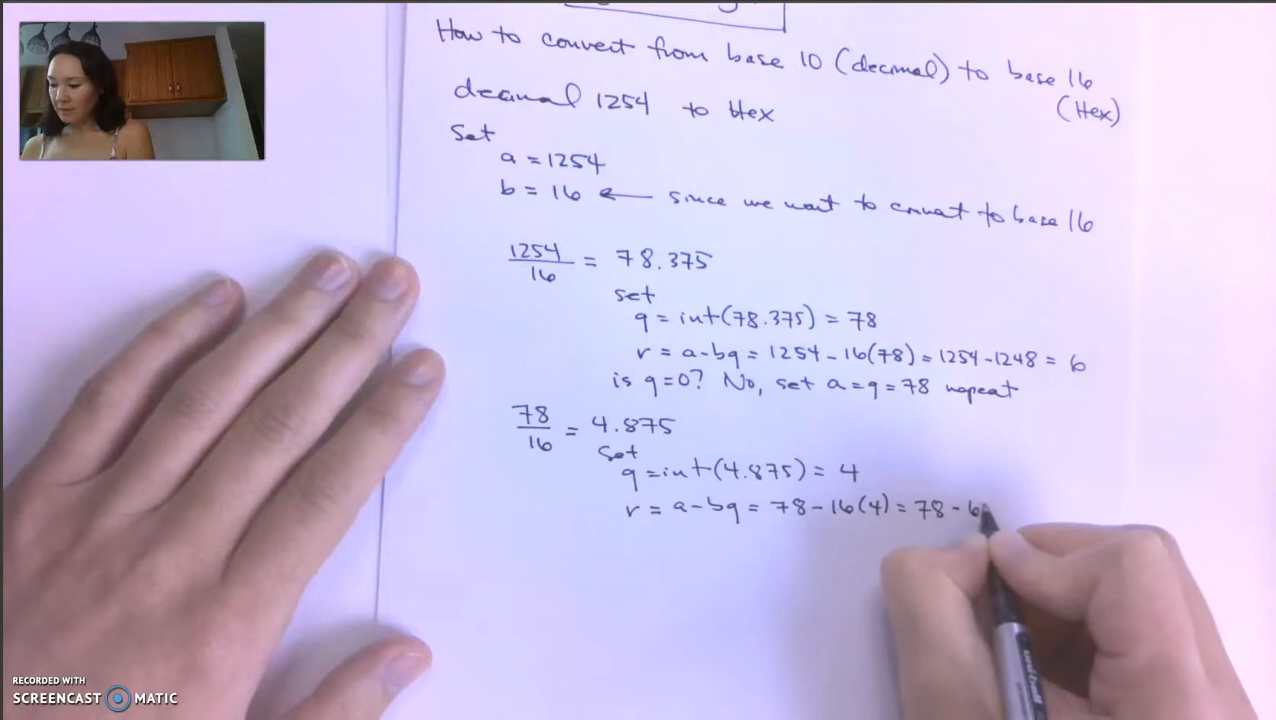 How to convert from base 10 (decimal) to base 16
(Hex)
decimal 1254 to Hex
Set
a = 1254
b = 16 ← since we want to convert to base 16
1254/16 = 78.375
set
q = int(78.375) = 78
r = a-bq = 1254 - 16(78) = 1254 - 1248 = 6
is q=0? No, set a=q=78 repeat
78/16 = 4.875
Set
q = int(4.875) = 4
r = a-bq = 78 - 16(4) = 78 - 6
RECORDED WITH
SCREENCAST MATIC